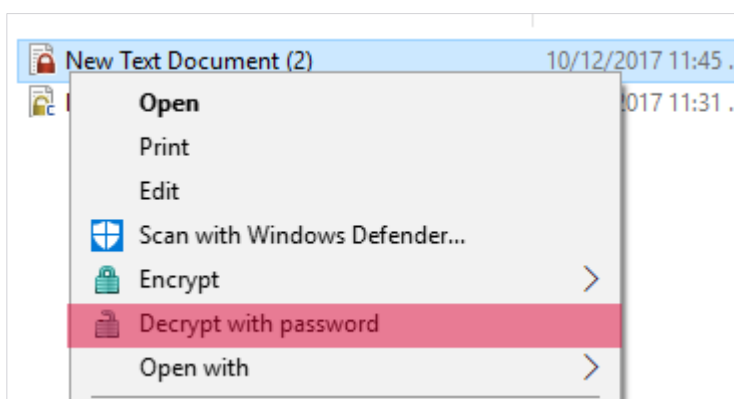 New Text Document (2) 10/12/2017 11:45 .
2017 11:31 .
Open
Print
Edit
Scan with Windows Defender...
Encrypt
Decrypt with password
Open with